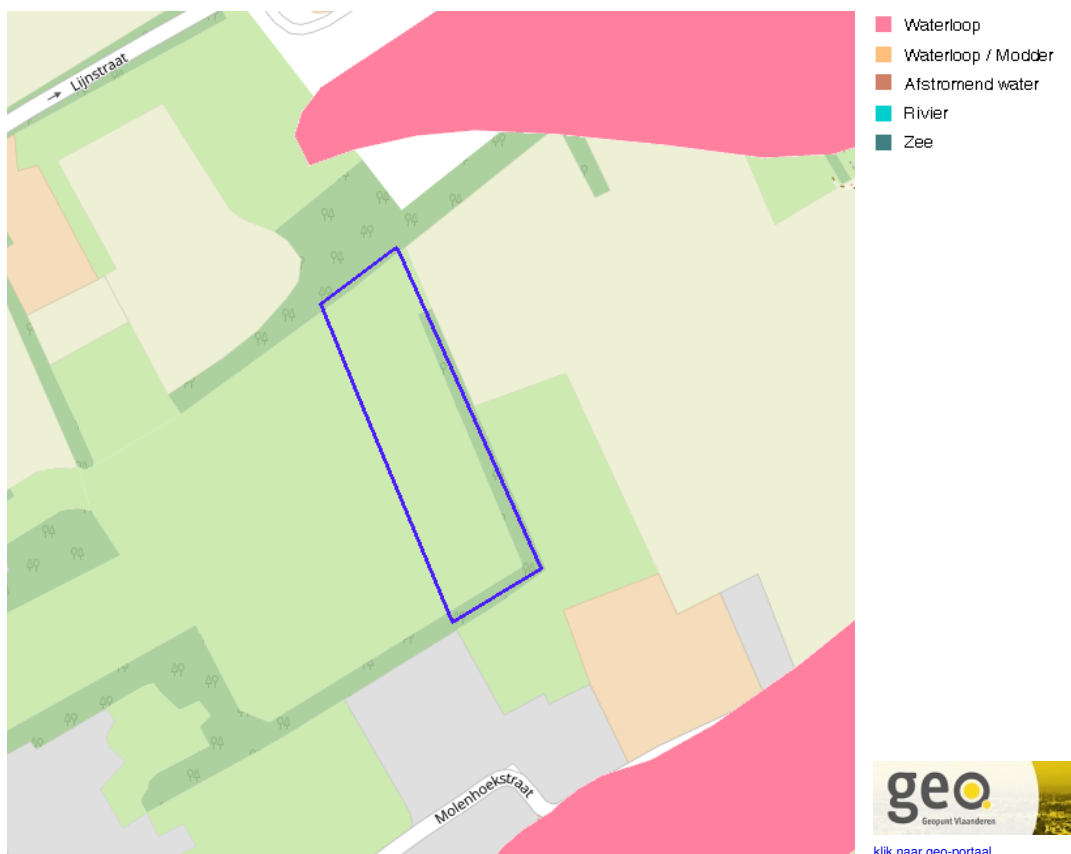 Lijnstraat
Molenhoekstraat
Waterloop
Waterloop / Modder
Afstromend water
Rivier
Zee
geo
Geopunt Vlaanderen
klik naar geo-portaal